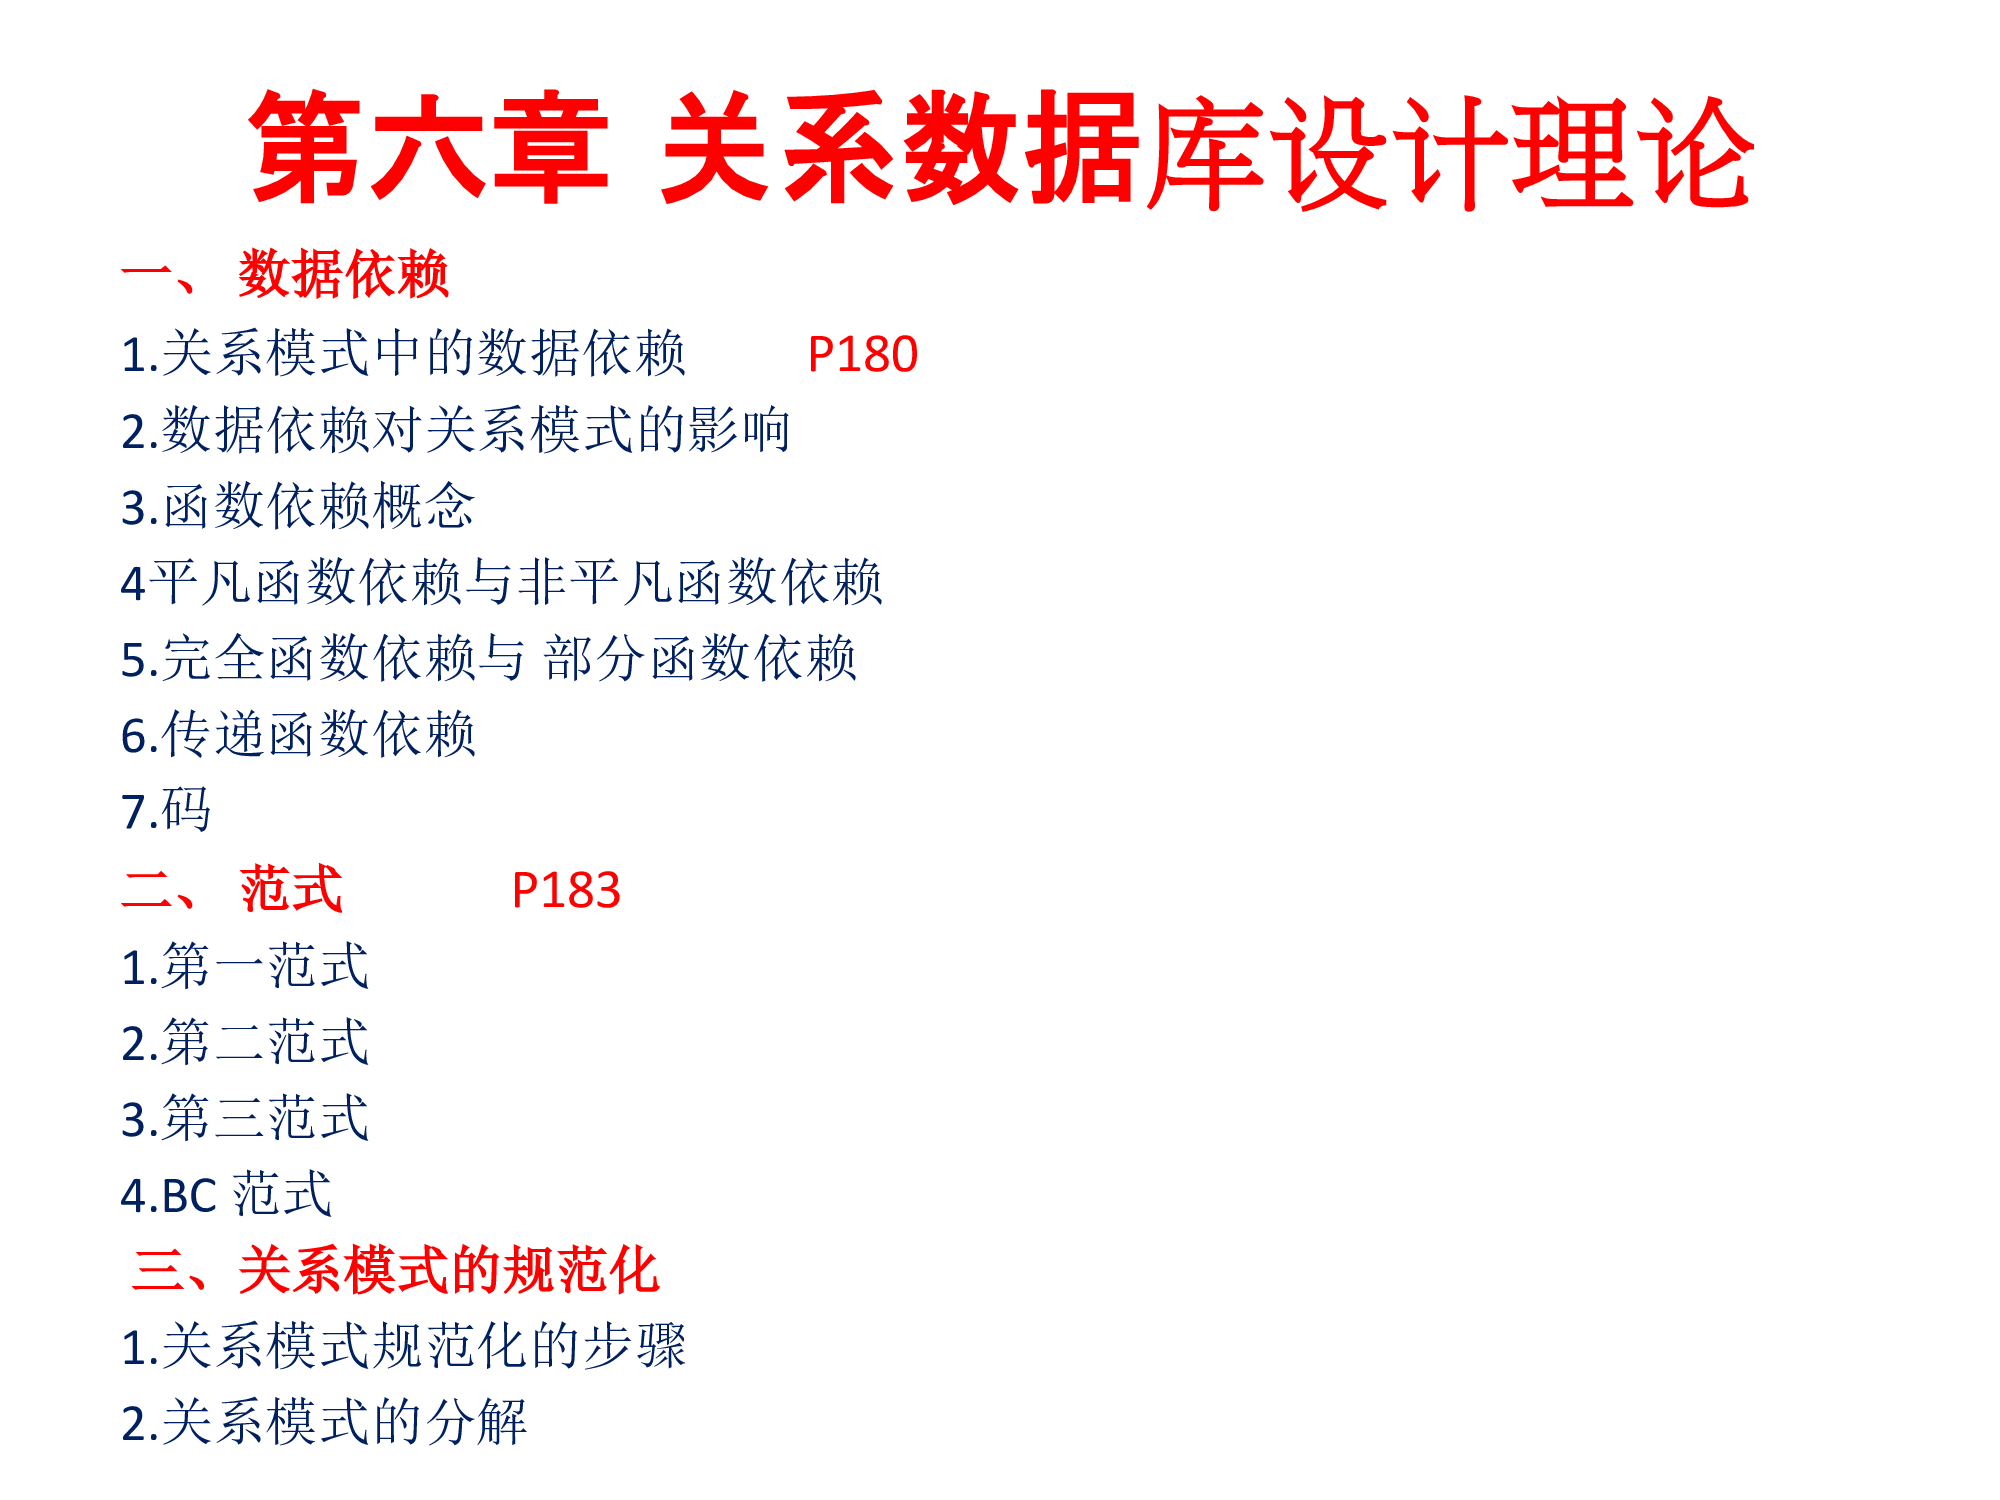 第六章 关系数据库设计理论
一、 数据依赖
1.关系模式中的数据依赖 P180
2.数据依赖对关系模式的影响
3.函数依赖概念
4平凡函数依赖与非平凡函数依赖
5.完全函数依赖与 部分函数依赖
6.传递函数依赖
7.码
二、 范式 P183
1.第一范式
2.第二范式
3.第三范式
4.BC 范式
三、关系模式的规范化
1.关系模式规范化的步骤
2.关系模式的分解